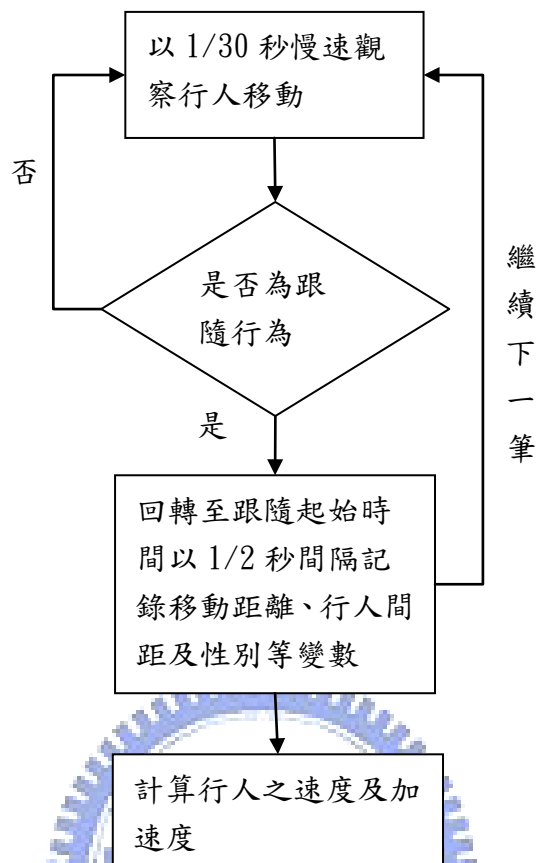 以 1/30 秒慢速觀
察行人移動
否
是否為跟
隨行為
繼續下一筆
是
回轉至跟隨起始時
間以 1/2 秒間隔記
錄移動距離、行人間
距及性別等變數
計算行人之速度及加
速度